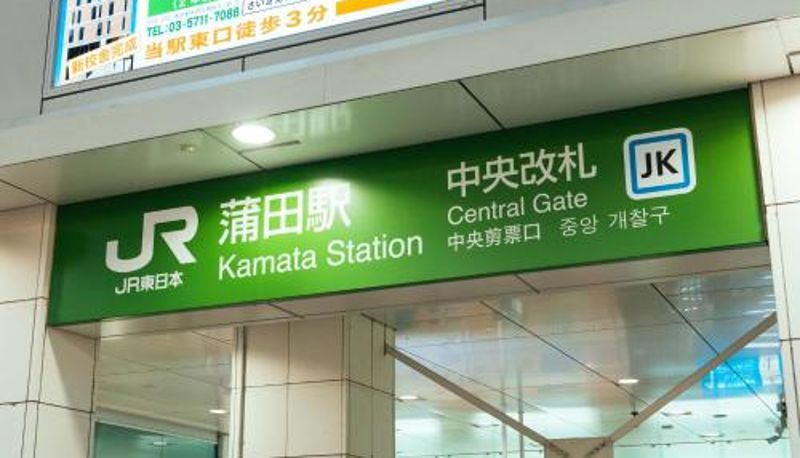 TEL:03-5711-7086
当駅東口徒歩3分
新校舎完成
JR
JR東日本
蒲田駅
Kamata Station
中央改札
Central Gate
中央剪票口 중앙 개찰구
JK